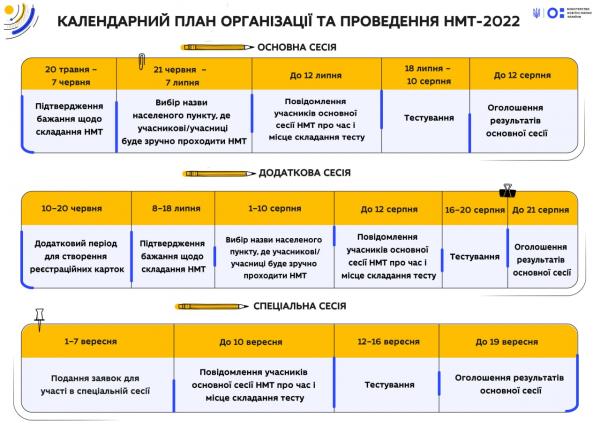 КАЛЕНДАРНИЙ ПЛАН ОРГАНІЗАЦІЇ ТА ПРОВЕДЕННЯ НМТ-2022
МІНІСТЕРСТВО
ОСВІТИ І НАУКИ
УКРАЇНИ
ОСНОВНА СЕСІЯ
20 травня –
7 червня
21 червня –
7 липня
До 12 липня
18 липня –
10 серпня
До 12 серпня
Підтвердження
бажання щодо
складання НМТ
Вибір назви
населеного пункту, де
учасникові/учасниці
буде зручно проходити НМТ
Повідомлення
учасників основної
сесії НМТ про час і
місце складання тесту
Тестування
Оголошення
результатів
основної сесії
ДОДАТКОВА СЕСІЯ
10–20 червня
8–18 липня
1–10 серпня
До 12 серпня
16–20 серпня
До 21 серпня
Додатковий період
для створення
реєстраційних карток
Підтвердження
бажання щодо
складання НМТ
Вибір назви населеного
пункту, де учасникові/
учасниці буде зручно
проходити НМТ
Повідомлення
учасників основної
сесії НМТ про час і
місце складання тесту
Тестування
Оголошення
результатів
основної сесії
СПЕЦІАЛЬНА СЕСІЯ
1–7 вересня
До 10 вересня
12–16 вересня
До 19 вересня
Подання заявок для
участі в спеціальній сесії
Повідомлення учасників
основної сесії НМТ про час і
місце складання тесту
Тестування
Оголошення результатів
основної сесії